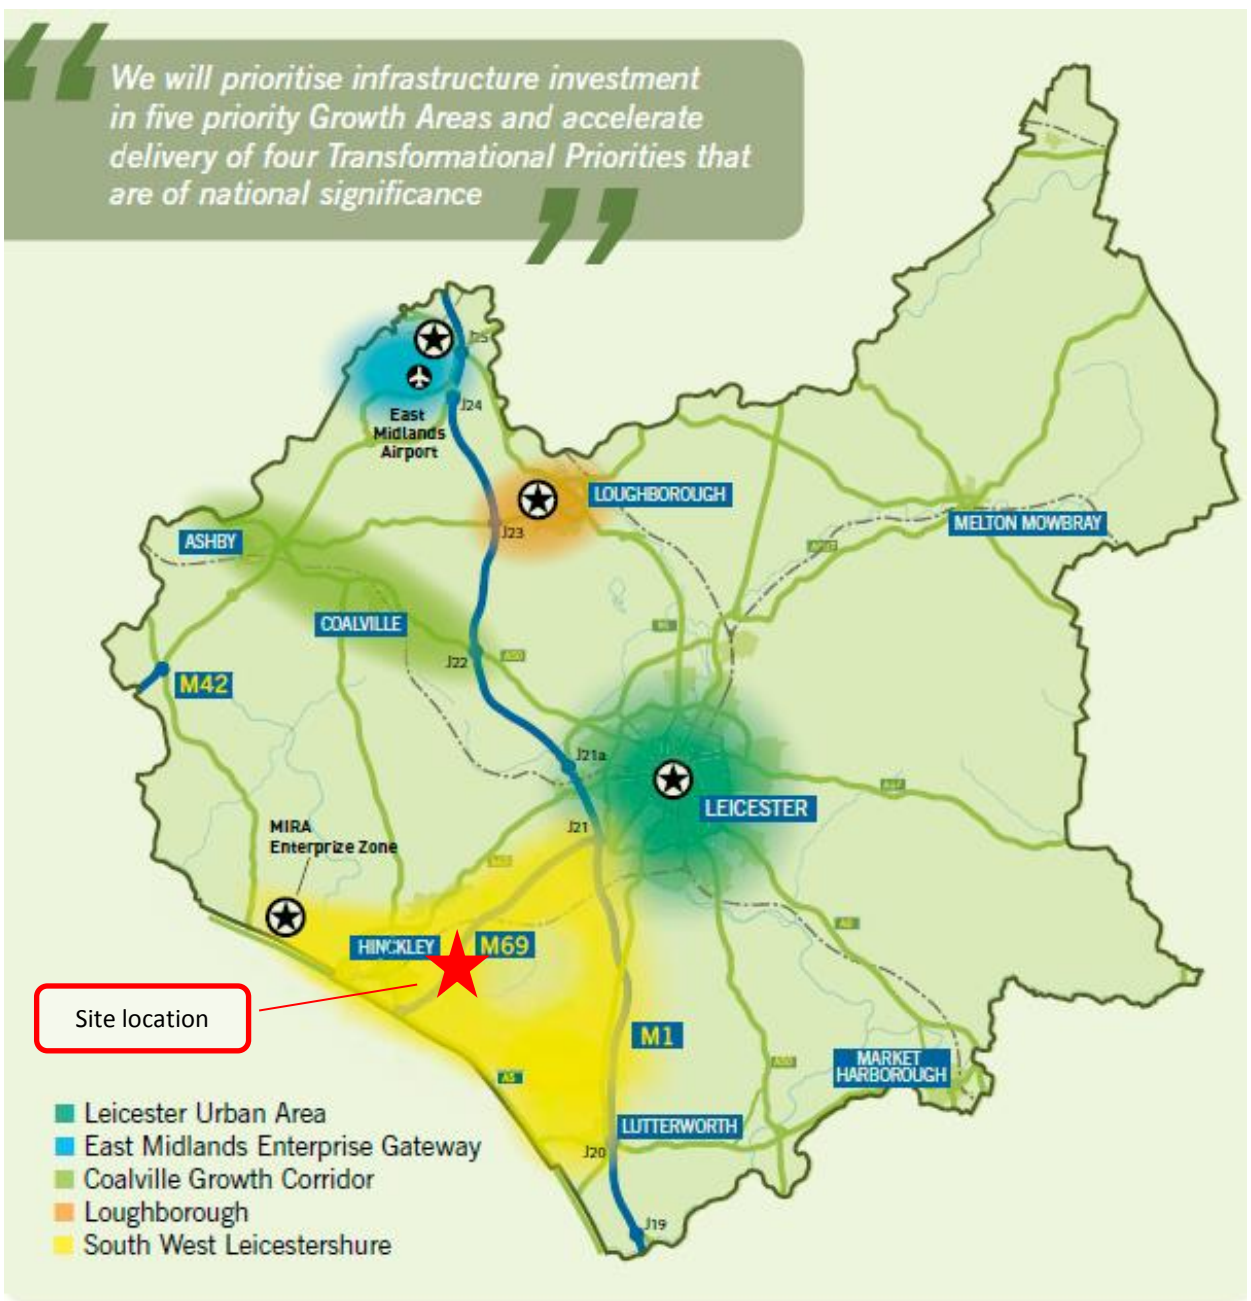 We will prioritise infrastructure investment
in five priority Growth Areas and accelerate
delivery of four Transformational Priorities that
are of national significance
J25
J24
East
Midlands
Airport
LOUGHBOROUGH
J23
MELTON MOWBRAY
ASHBY
COALVILLE
J22
M42
J21a
LEICESTER
J21
MIRA
Enterprize Zone
HINCKLEY
M69
Site location
M1
A5
MARKET
HARBOROUGH
LUTTERWORTH
J20
J19
Leicester Urban Area
East Midlands Enterprise Gateway
Coalville Growth Corridor
Loughborough
South West Leicestershure